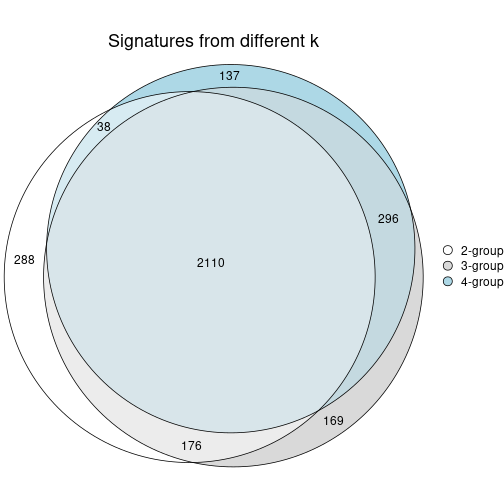 Signatures from different k
137
38
296
288
2110
2-group
3-group
4-group
169
176